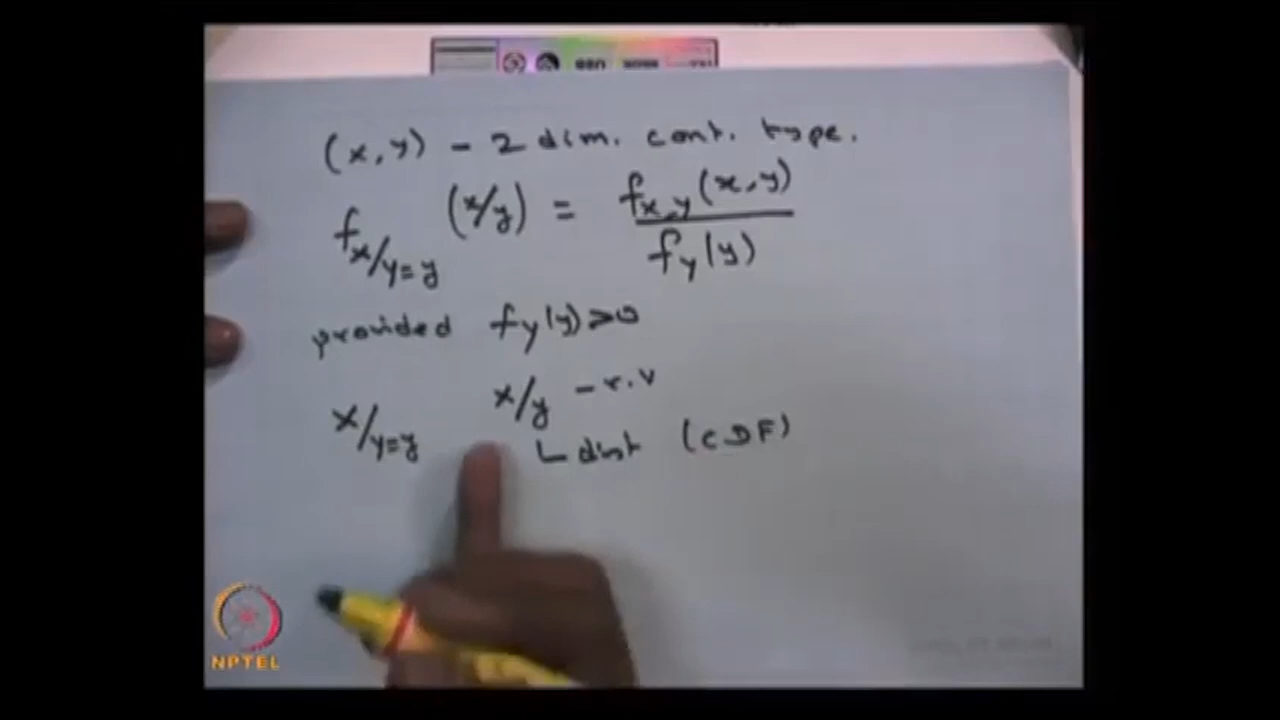 (x,y) - 2 dim. cont. type.
f_{x/y=y} (x/y) = f_{x,y}(x,y) / f_y(y)
provided f_y(y)>0
x/y - r.v
x/y=y
∟ dist (CDF)
NPTEL